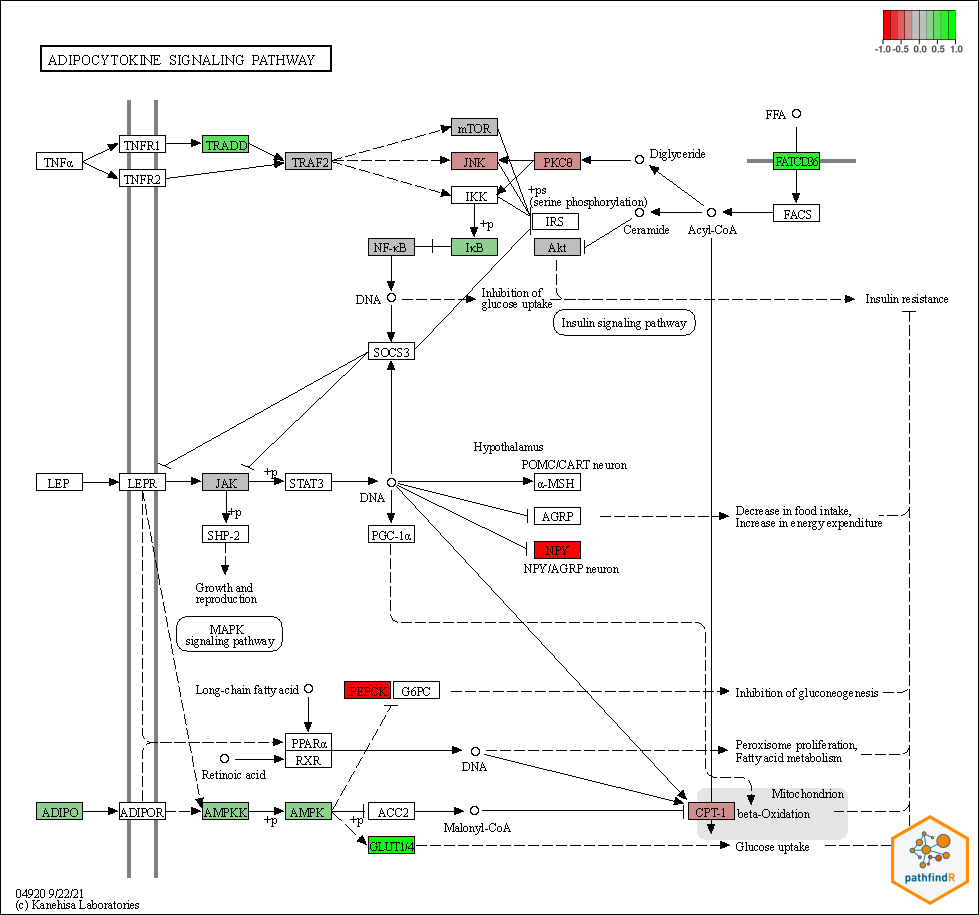 -1.0 -0.5 0.0 0.5 1.0
ADIPOCYTOKINE SIGNALING PATHWAY
FFA
mTOR
TNFR1
TRADD
TNFα
TRAF2
JNK
PKCθ
Diglyceride
FATCD36
TNFR2
IKK
+ps
(serine phosphorylation)
IRS
FACS
+p
Ceramide
Acyl-CoA
NF-κB
IκB
Akt
DNA
Inhibition of
glucose uptake
Insulin resistance
Insulin signaling pathway
SOCS3
Hypothalamus
POMC/CART neuron
LEP
LEPR
JAK
+p
STAT3
DNA
α-MSH
+p
AGRP
Decrease in food intake,
Increase in energy expenditure
SHP-2
PGC-1α
NPY
NPY/AGRP neuron
Growth and
reproduction
MAPK
signaling pathway
Long-chain fatty acid
PEPCK
G6PC
Inhibition of gluconeogenesis
PPARα
RXR
Retinoic acid
DNA
Peroxisome proliferation,
Fatty acid metabolism
Mitochondrion
ADIPO
ADIPOR
AMPKK
+p
AMPK
+p
ACC2
Malonyl-CoA
CPT-1
beta-Oxidation
GLUT1/4
Glucose uptake
pathfindR
04920 9/22/21
(c) Kanehisa Laboratories